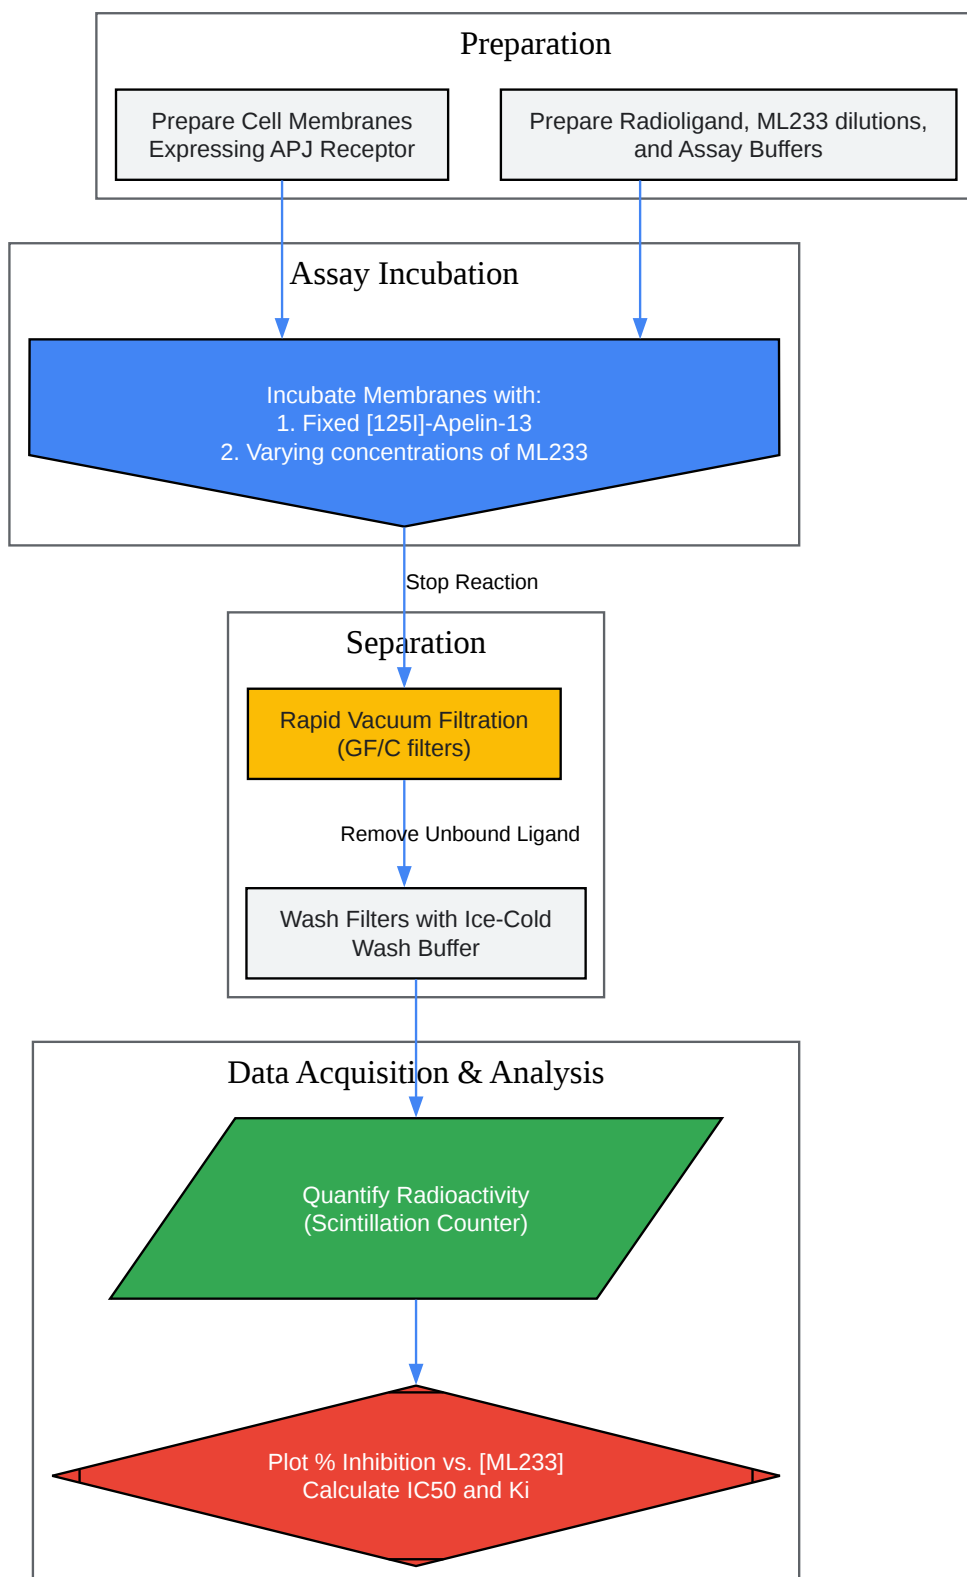 Preparation
Prepare Cell Membranes
Expressing APJ Receptor
Prepare Radioligand, ML233 dilutions,
and Assay Buffers
Assay Incubation
Incubate Membranes with:
1. Fixed [125I]-Apelin-13
2. Varying concentrations of ML233
Stop Reaction
Separation
Rapid Vacuum Filtration
(GF/C filters)
Remove Unbound Ligand
Wash Filters with Ice-Cold
Wash Buffer
Data Acquisition & Analysis
Quantify Radioactivity
(Scintillation Counter)
Plot % Inhibition vs. [ML233]
Calculate IC50 and Ki